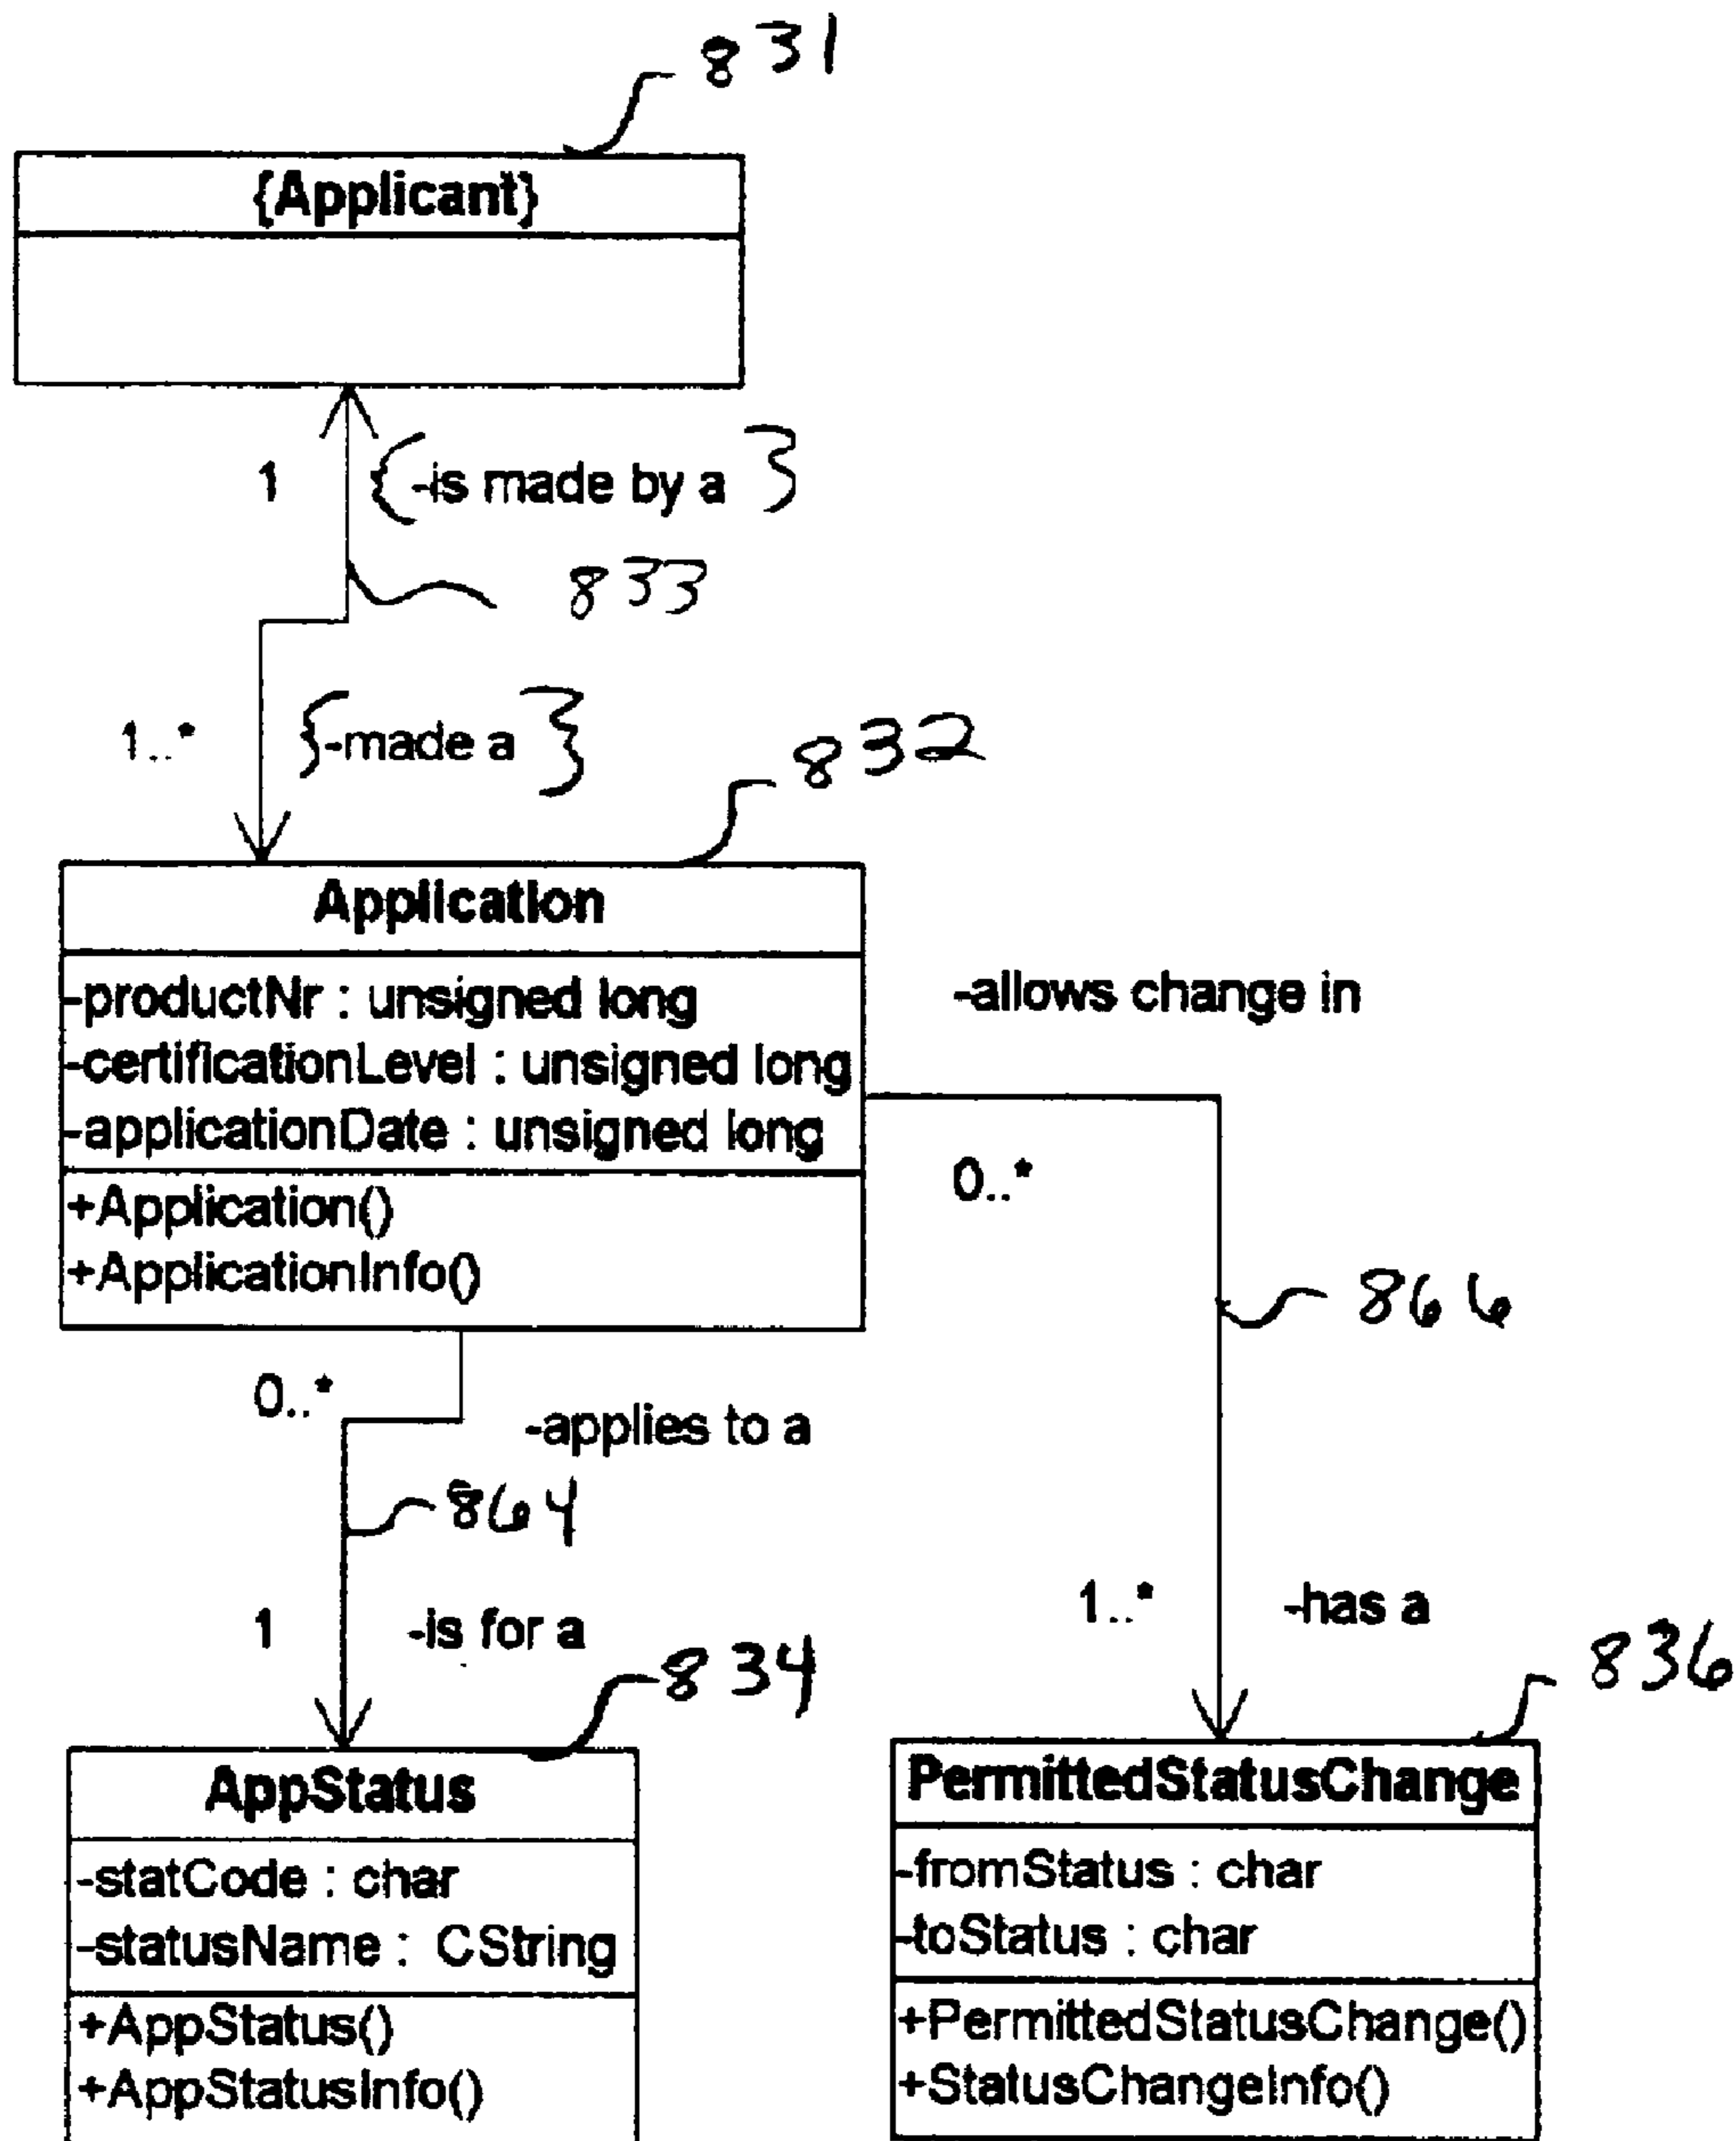 831
{Applicant}
1 {-is made by a}
833
1..* {-made a}
832
Application
-productNr : unsigned long
-certificationLevel : unsigned long
-applicationDate : unsigned long
+Application()
+ApplicationInfo()
-allows change in
0..*
866
0..*
-applies to a
864
1 -is for a
1..* -has a
834
836
AppStatus
-statCode : char
-statusName : CString
+AppStatus()
+AppStatusInfo()
PermittedStatusChange
-fromStatus : char
-toStatus : char
+PermittedStatusChange()
+StatusChangeInfo()